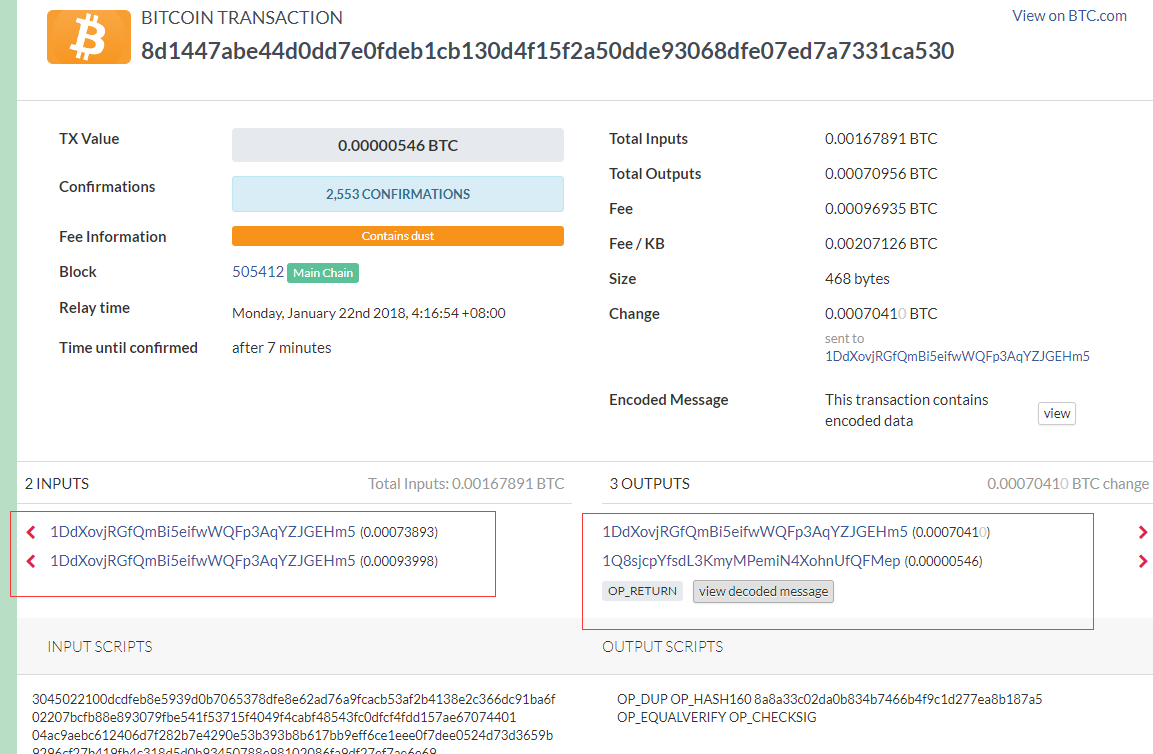 BITCOIN TRANSACTION
View on BTC.com
8d1447abe44d0dd7e0fdeb1cb130d4f15f2a50dde93068dfe07ed7a7331ca530
TX Value
0.00000546 BTC
Confirmations
2,553 CONFIRMATIONS
Fee Information
Contains dust
Block
505412 Main Chain
Relay time
Monday, January 22nd 2018, 4:16:54 +08:00
Time until confirmed
after 7 minutes
Total Inputs
0.00167891 BTC
Total Outputs
0.00070956 BTC
Fee
0.00096935 BTC
Fee / KB
0.00207126 BTC
Size
468 bytes
Change
0.00070410 BTC
sent to
1DdXovjRGfQmBi5eifwWQFp3AqYZJGEHm5
Encoded Message
This transaction contains
encoded data
view
2 INPUTS
Total Inputs: 0.00167891 BTC
1DdXovjRGfQmBi5eifwWQFp3AqYZJGEHm5 (0.00073893)
1DdXovjRGfQmBi5eifwWQFp3AqYZJGEHm5 (0.00093998)
3 OUTPUTS
0.00070410 BTC change
1DdXovjRGfQmBi5eifwWQFp3AqYZJGEHm5 (0.00070410)
1Q8sjcpYfsdL3KmyMPemiN4XohnUfQFMep (0.00000546)
OP_RETURN view decoded message
INPUT SCRIPTS
3045022100dcdfeb8e5939d0b7065378dfe8e62ad76a9fcacb53af2b4138e2c366dc91ba6f
02207bcfb88e893079fbe541f53715f4049f4cabf48543fc0dfcf4fdd157ae67074401
04ac9aebc612406d7f282b7e4290e53b393b8b617bb9eff6ce1eee0f7dee0524d73d3659b
OUTPUT SCRIPTS
OP_DUP OP_HASH160 8a8a33c02da0b834b7466b4f9c1d277ea8b187a5
OP_EQUALVERIFY OP_CHECKSIG